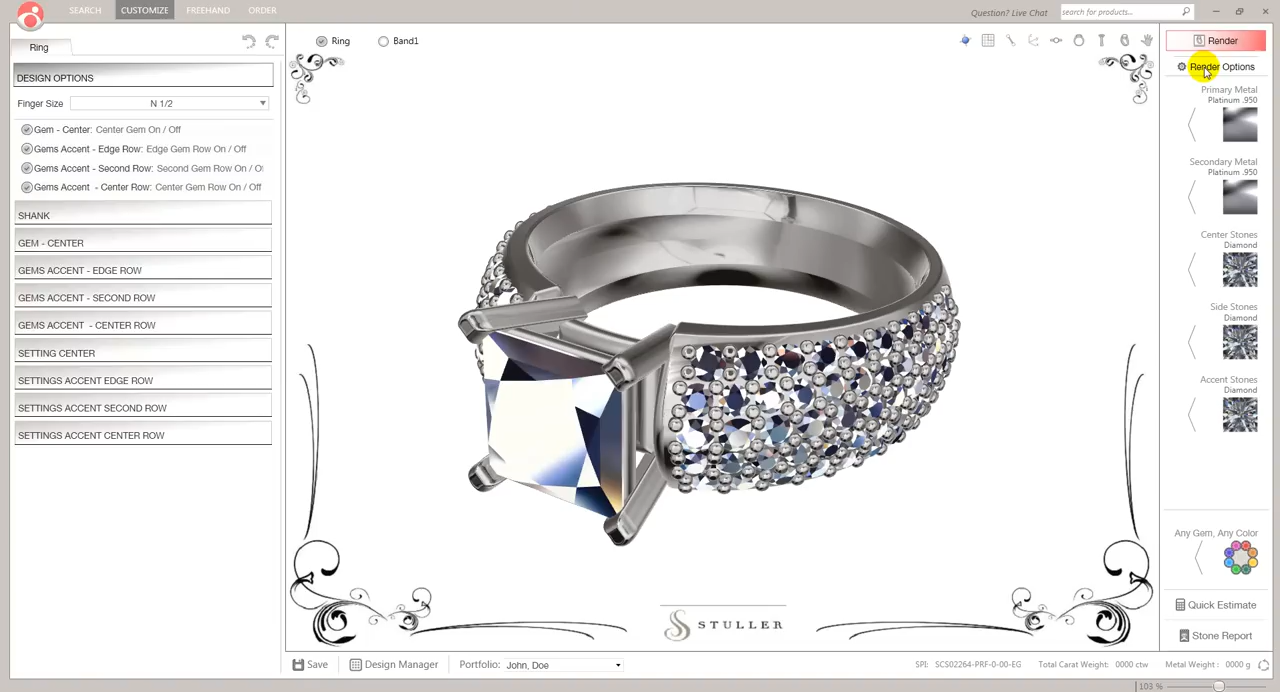 SEARCH CUSTOMIZE FREEHAND ORDER
Question? Live Chat
search for products...
Ring
DESIGN OPTIONS
Finger Size N 1/2
Gem - Center: Center Gem On / Off
Gems Accent - Edge Row: Edge Gem Row On / Off
Gems Accent - Second Row: Second Gem Row On / O
Gems Accent - Center Row: Center Gem Row On / Off
SHANK
GEM - CENTER
GEMS ACCENT - EDGE ROW
GEMS ACCENT - SECOND ROW
GEMS ACCENT - CENTER ROW
SETTING CENTER
SETTINGS ACCENT EDGE ROW
SETTINGS ACCENT SECOND ROW
SETTINGS ACCENT CENTER ROW
Ring Band1
STULLER
Render
Render Options
Primary Metal
Platinum .950
Secondary Metal
Platinum .950
Center Stones
Diamond
Side Stones
Diamond
Accent Stones
Diamond
Any Gem, Any Color
Quick Estimate
Stone Report
Save Design Manager Portfolio: John, Doe SPI: SCS02264-PRF-0-00-EG Total Carat Weight: 0000 ctw Metal Weight : 0000 g
103 %